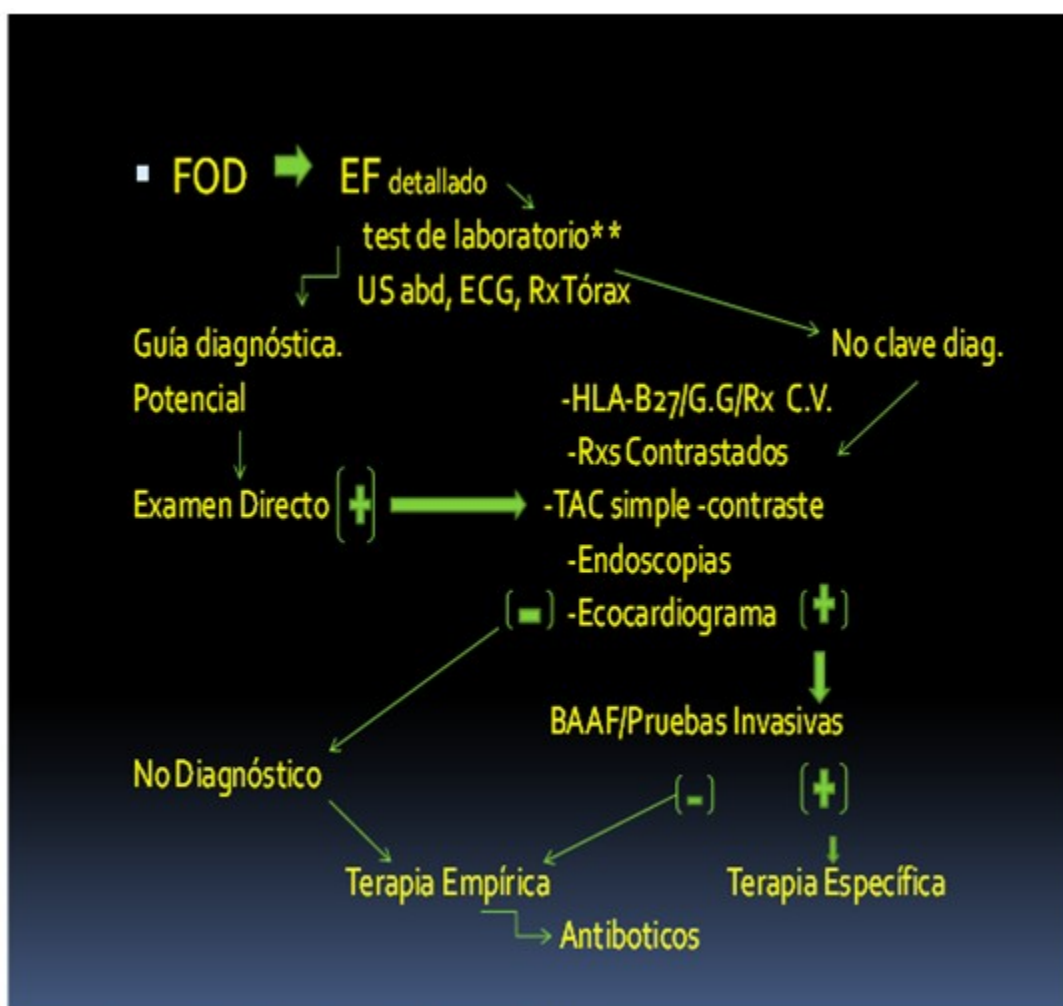 ▪ FOD EF detallado
test de laboratorio**
US abd, ECG, Rx Tórax
Guía diagnóstica.
No clave diag.
Potencial
-HLA-B27/G.G/Rx C.V.
-Rxs Contrastados
Examen Directo (+)
-TAC simple -contraste
-Endoscopias
(-) -Ecocardiograma (+)
BAAF/Pruebas Invasivas
No Diagnóstico
(-) (+)
Terapia Empírica
Terapia Específica
Antiboticos